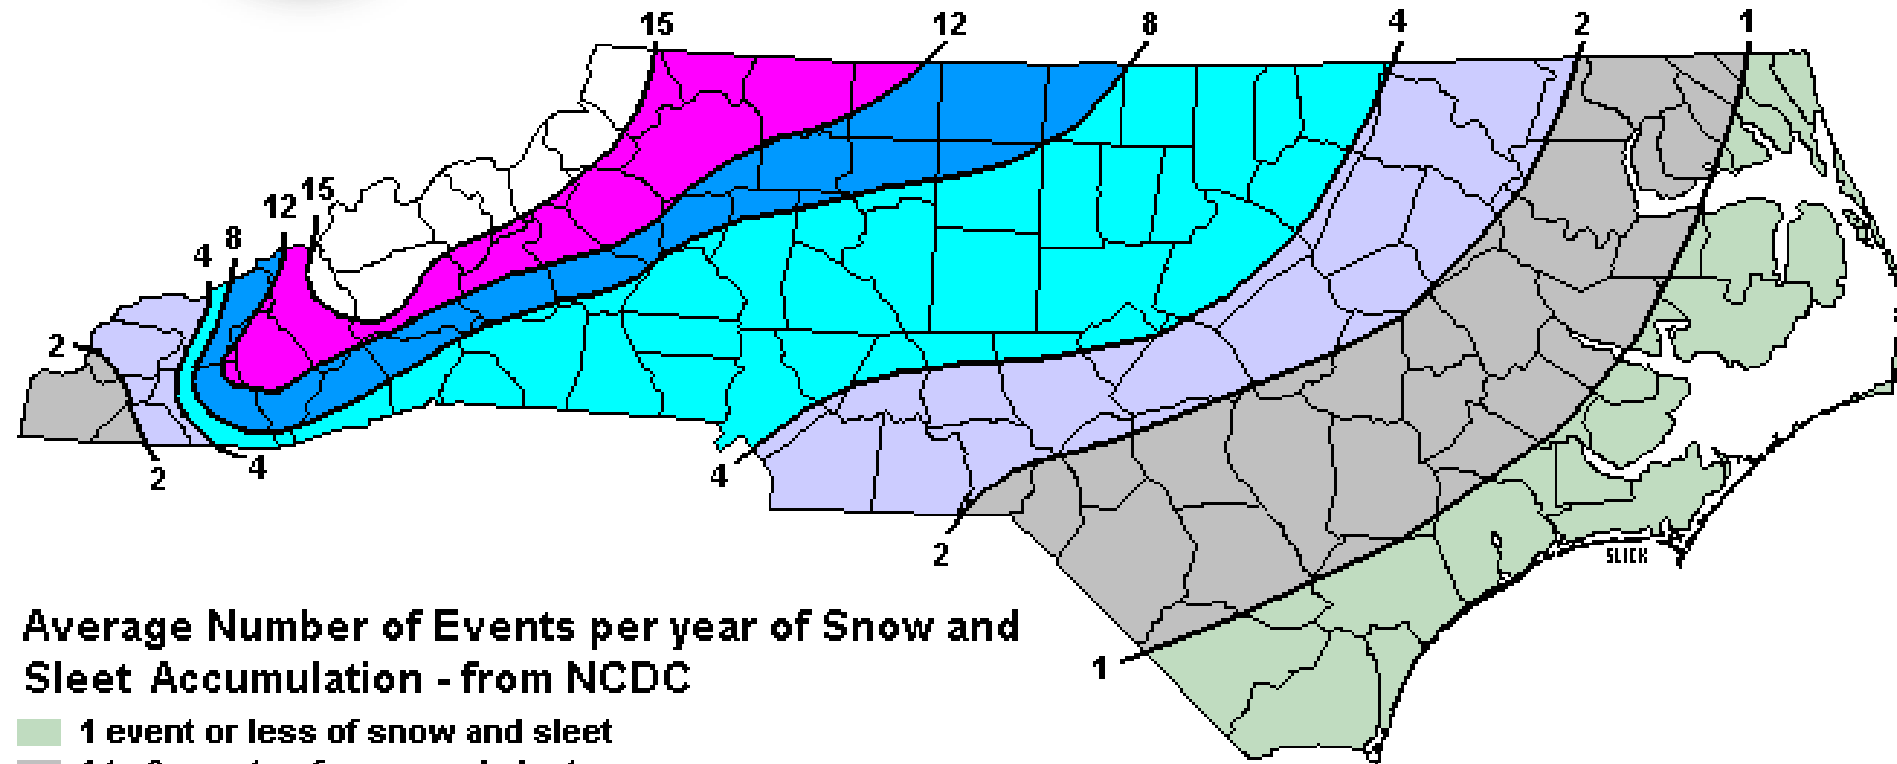 15 12 8 4 2 1
15
12
8
4
2
2
4
4
2
SLICK
1
Average Number of Events per year of Snow and
Sleet Accumulation - from NCDC
1 event or less of snow and sleet